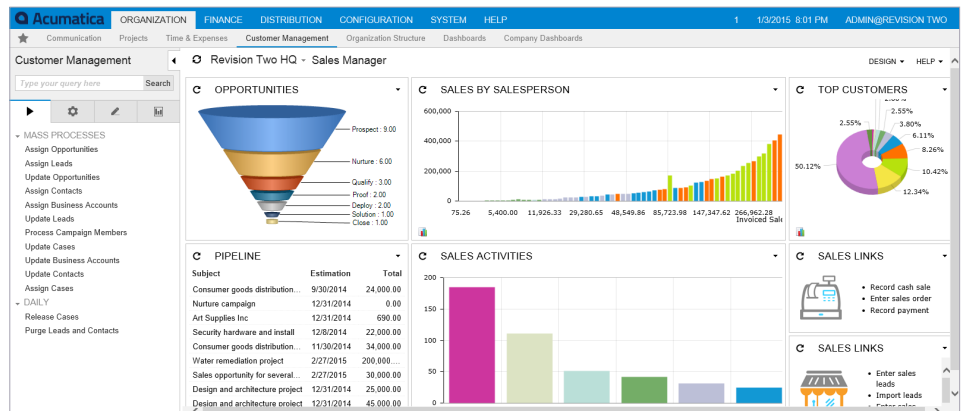 Acumatica ORGANIZATION FINANCE DISTRIBUTION CONFIGURATION SYSTEM HELP 1 1/3/2015 8:01 PM ADMIN@REVISION TWO
Communication Projects Time & Expenses Customer Management Organization Structure Dashboards Company Dashboards
Customer Management
Revision Two HQ - Sales Manager
DESIGN HELP
Type your query here Search
MASS PROCESSES
Assign Opportunities
Assign Leads
Update Opportunities
Assign Contacts
Assign Business Accounts
Update Leads
Process Campaign Members
Update Cases
Update Business Accounts
Update Contacts
Assign Cases
DAILY
Release Cases
Purge Leads and Contacts
OPPORTUNITIES
Prospect : 9.00
Nurture : 6.00
Qualify : 3.00
Proof : 2.00
Deploy : 2.00
Solution : 1.00
Close : 1.00
SALES BY SALESPERSON
600,000
400,000
200,000
0
75.26 5,400.00 11,926.33 29,280.65 48,549.86 85,723.98 147,347.62 266,962.28
Invoiced Sale
TOP CUSTOMERS
2.55%
2.55%
3.80%
6.11%
8.26%
10.42%
12.34%
50.12%
PIPELINE
Subject Estimation Total
Consumer goods distribution... 9/30/2014 24,000.00
Nurture campaign 12/31/2014 0.00
Art Supplies Inc 12/31/2014 690.00
Security hardware and install 12/8/2014 22,000.00
Consumer goods distribution... 11/30/2014 34,000.00
Water remediation project 2/27/2015 200,000....
Sales opportunity for several... 2/27/2015 30,000.00
Design and architecture project 12/31/2014 25,000.00
Design and architecture project 12/31/2014 45,000.00
SALES ACTIVITIES
200
150
100
50
0
SALES LINKS
Record cash sale
Enter sales order
Record payment
SALES LINKS
Enter sales
leads
Import leads
Enter sales